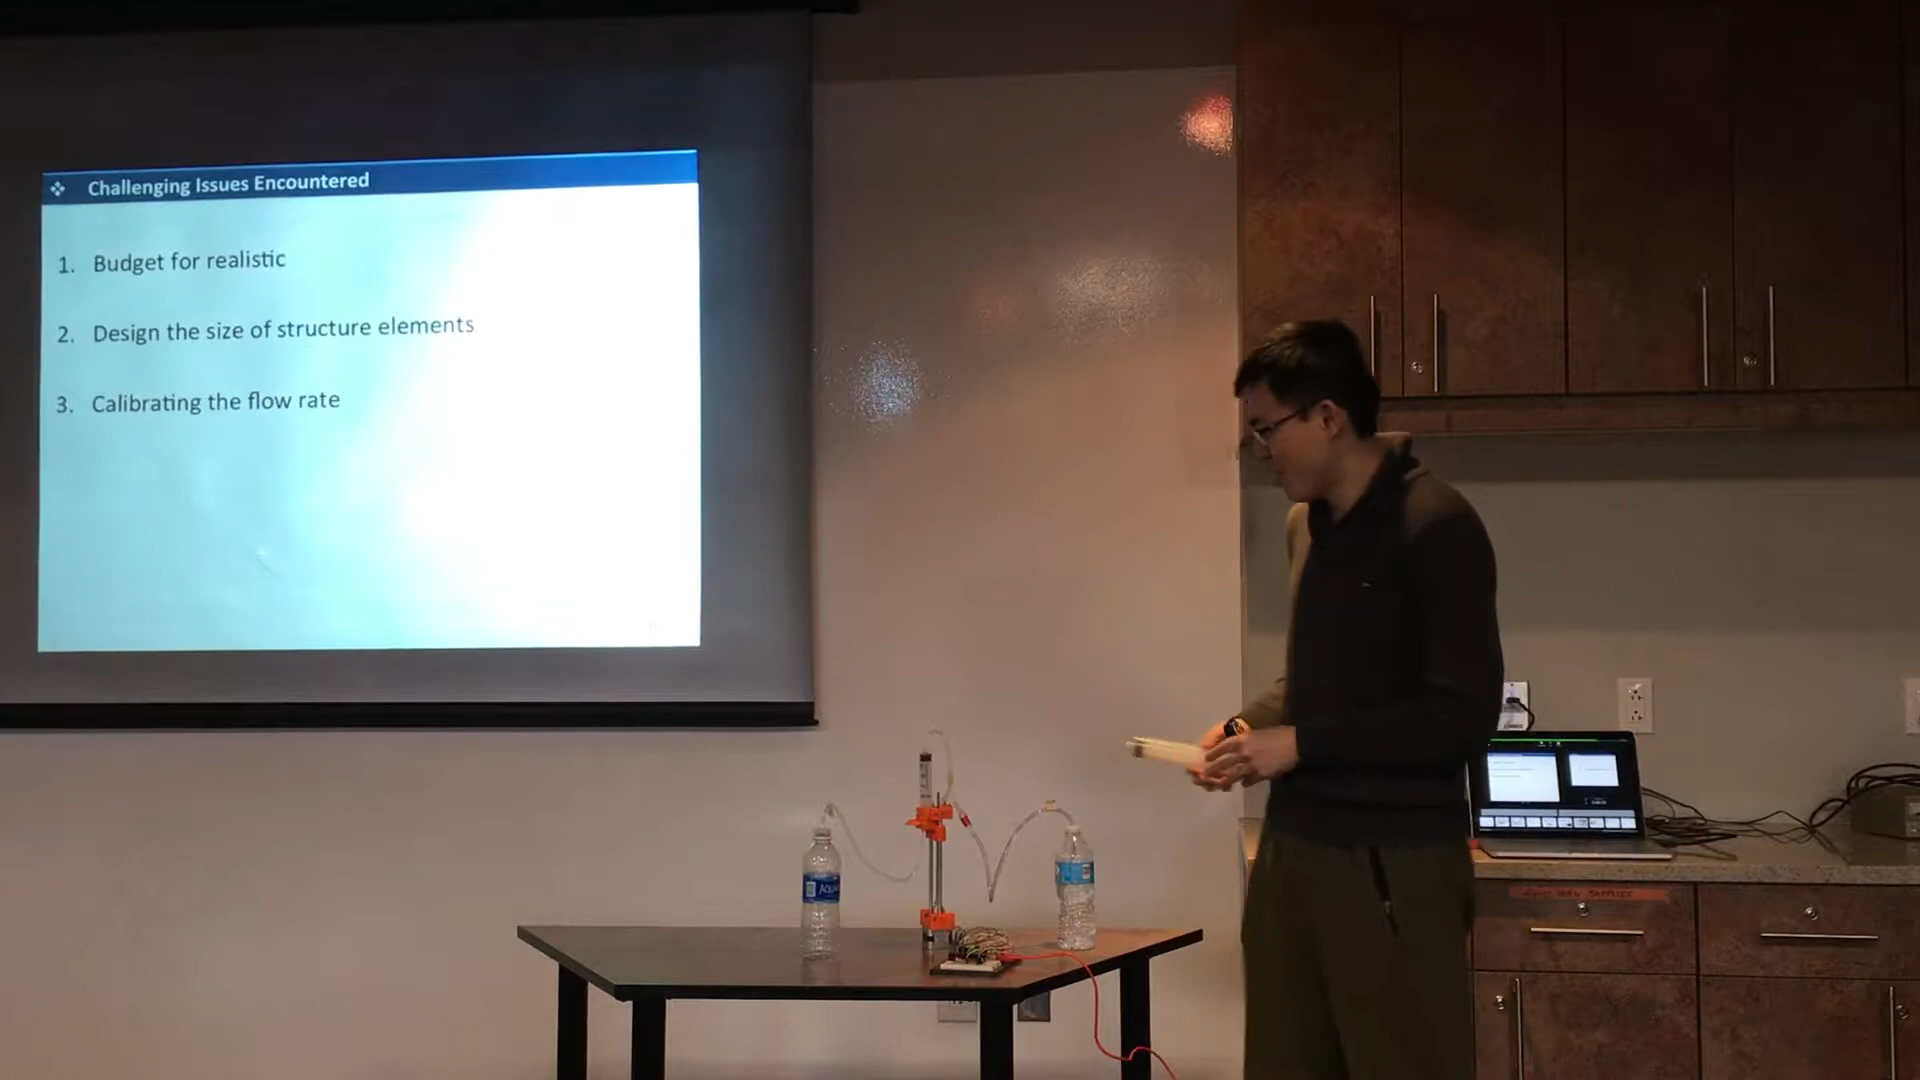 Challenging Issues Encountered
1. Budget for realistic
2. Design the size of structure elements
3. Calibrating the flow rate